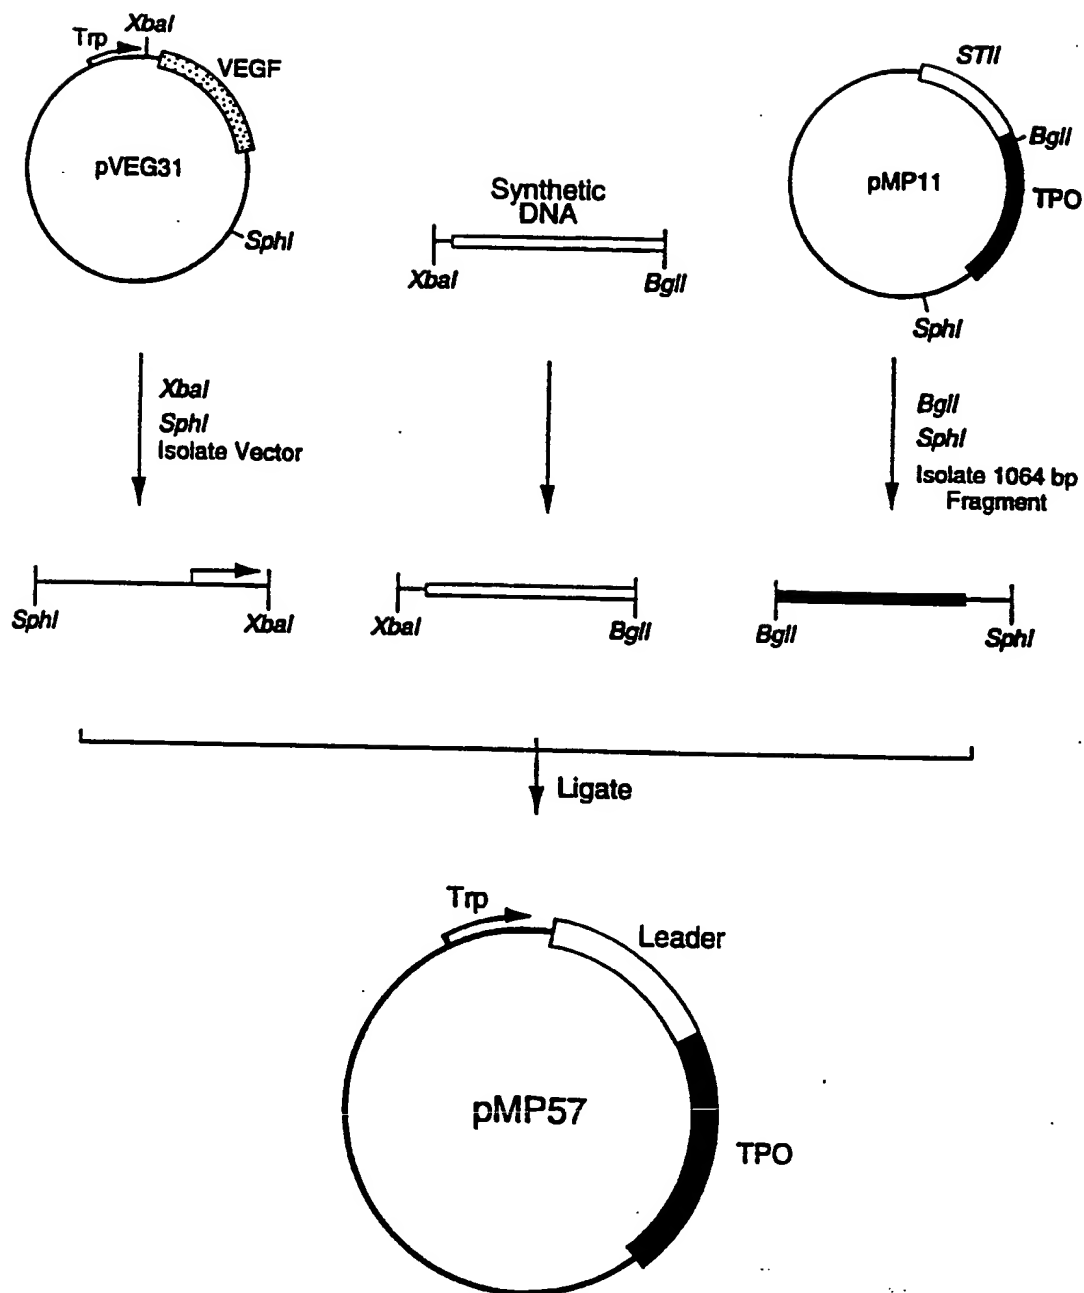 XbaI
Trp
VEGF
pVEG31
SphI
Synthetic
DNA
XbaI
BglI
STII
BglI
pMP11
TPO
SphI
XbaI
SphI
Isolate Vector
BglI
SphI
Isolate 1064 bp
Fragment
SphI
XbaI
XbaI
BglI
BglI
SphI
Ligate
Trp
Leader
pMP57
TPO